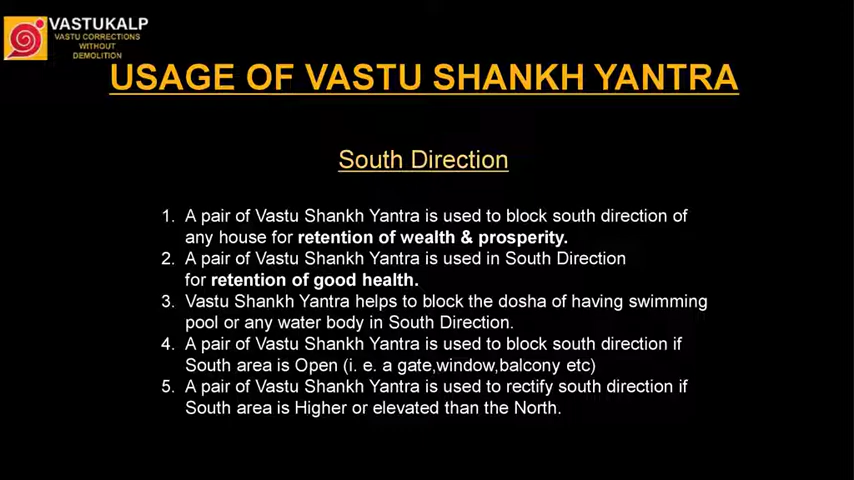 VASTUKALP
VASTU CORRECTIONS
WITHOUT
DEMOLITION
USAGE OF VASTU SHANKH YANTRA
South Direction
1. A pair of Vastu Shankh Yantra is used to block south direction of
any house for retention of wealth & prosperity.
2. A pair of Vastu Shankh Yantra is used in South Direction
for retention of good health.
3. Vastu Shankh Yantra helps to block the dosha of having swimming
pool or any water body in South Direction.
4. A pair of Vastu Shankh Yantra is used to block south direction if
South area is Open (i. e. a gate,window,balcony etc)
5. A pair of Vastu Shankh Yantra is used to rectify south direction if
South area is Higher or elevated than the North.